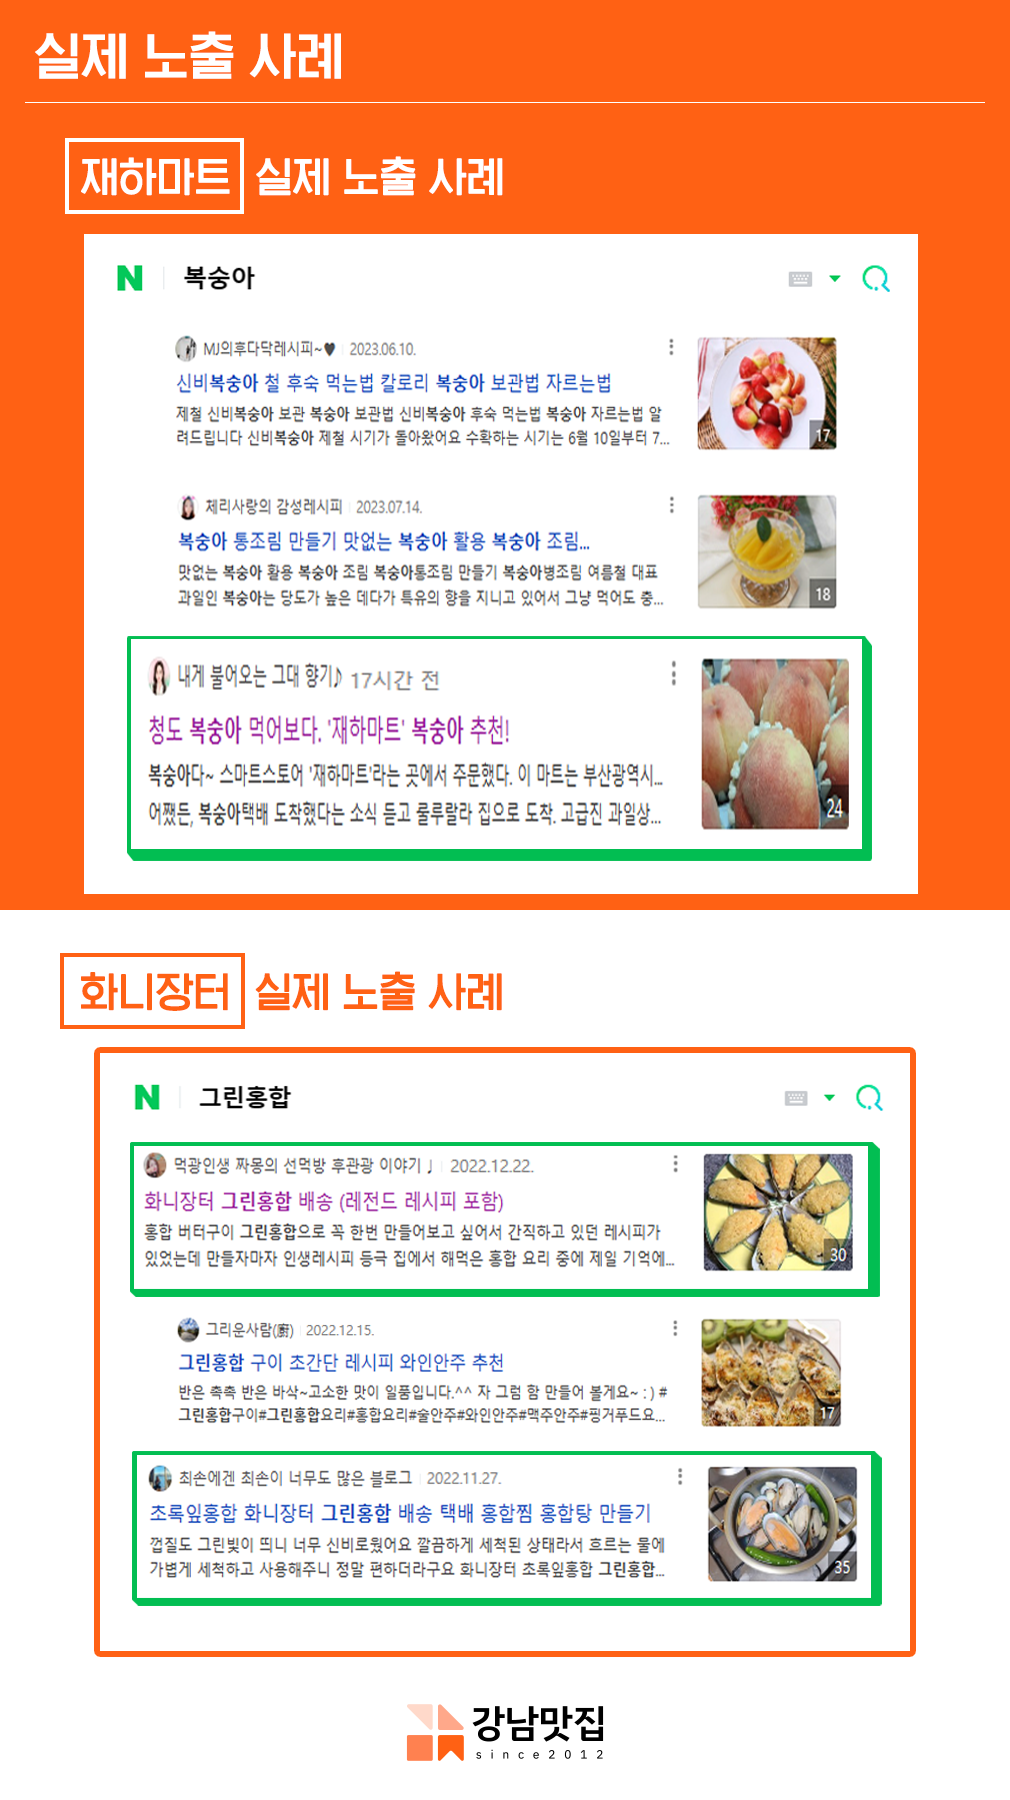 실제 노출 사례
재하마트 실제 노출 사례
N 복숭아
MJ의후다닥레시피~♥ 2023.06.10.
신비복숭아 철 후숙 먹는법 칼로리 복숭아 보관법 자르는법
제철 신비복숭아 보관 복숭아 보관법 신비복숭아 후숙 먹는법 복숭아 자르는법 알
려드립니다 신비복숭아 제철 시기가 돌아왔어요 수확하는 시기는 6월 10일부터 7...
17
체리사랑의 감성레시피 2023.07.14.
복숭아 통조림 만들기 맛없는 복숭아 활용 복숭아 조림...
맛없는 복숭아 활용 복숭아 조림 복숭아통조림 만들기 복숭아병조림 여름철 대표
과일인 복숭아는 당도가 높은 데다가 특유의 향을 지니고 있어서 그냥 먹어도 충...
18
내게 불어오는 그대 향기♪ 17시간 전
청도 복숭아 먹어보다. '재하마트' 복숭아 추천!
복숭아다~ 스마트스토어 '재하마트'라는 곳에서 주문했다. 이 마트는 부산광역시...
어쨌든, 복숭아택배 도착했다는 소식 듣고 룰루랄라 집으로 도착. 고급진 과일상...
24
화니장터 실제 노출 사례
N 그린홍합
먹광인생 짜몽의 선먹방 후관광 이야기 ♩ 2022.12.22.
화니장터 그린홍합 배송 (레전드 레시피 포함)
홍합 버터구이 그린홍합으로 꼭 한번 만들어보고 싶어서 간직하고 있던 레시피가
있었는데 만들자마자 인생레시피 등극 집에서 해먹은 홍합 요리 중에 제일 기억에...
30
그리운사람(廚) 2022.12.15.
그린홍합 구이 초간단 레시피 와인안주 추천
반은 촉촉 반은 바삭~고소한 맛이 일품입니다.^^ 자 그럼 함 만들어 볼게요~ : ) #
그린홍합구이#그린홍합요리#홍합요리#술안주#와인안주#맥주안주#핑거푸드요...
17
최손에겐 최손이 너무도 많은 블로그 2022.11.27.
초록잎홍합 화니장터 그린홍합 배송 택배 홍합찜 홍합탕 만들기
껍질도 그린빛이 띄니 너무 신비로웠어요 깔끔하게 세척된 상태라서 흐르는 물에
가볍게 세척하고 사용해주니 정말 편하더라구요 화니장터 초록잎홍합 그린홍합...
35
강남맛집
since2012